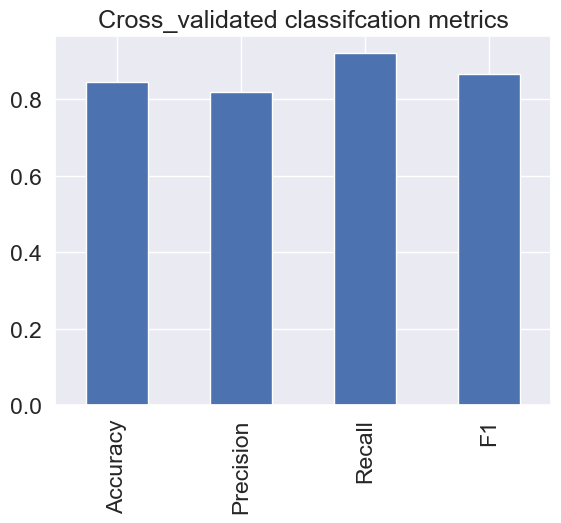 Cross_validated classifcation metrics
0.8
0.6
0.4
0.2
0.0
Accuracy
Precision
Recall
F1